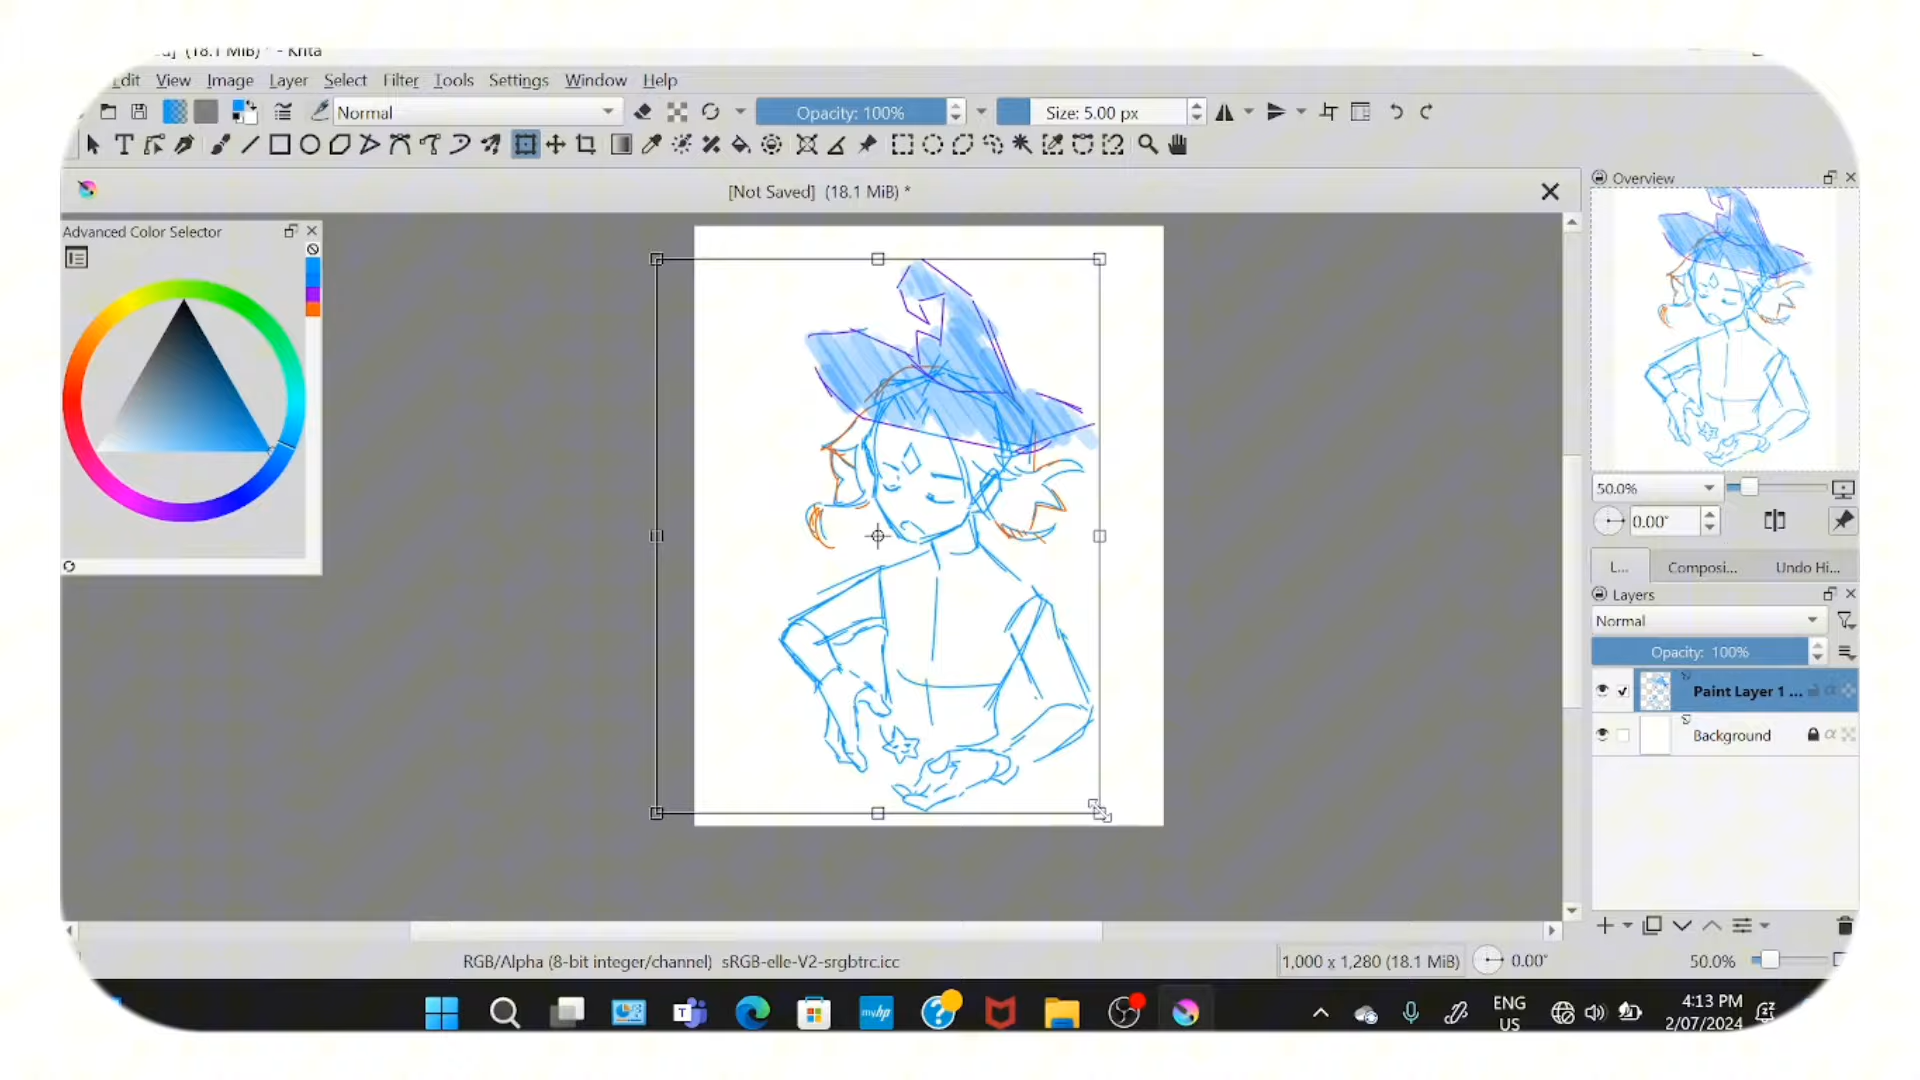 (18.1 MiB) * - Krita
Edit View Image Layer Select Filter Tools Settings Window Help
Normal
Opacity: 100%
Size: 5.00 px
[Not Saved] (18.1 MiB) *
Overview
Advanced Color Selector
50.0%
0.00°
L... Composi... Undo Hi...
Layers
Normal
Opacity: 100%
Paint Layer 1 ...
Background
RGB/Alpha (8-bit integer/channel) sRGB-elle-V2-srgbtrc.icc
1,000 x 1,280 (18.1 MiB)
0.00°
50.0%
myhp
ENG
US
4:13 PM
2/07/2024